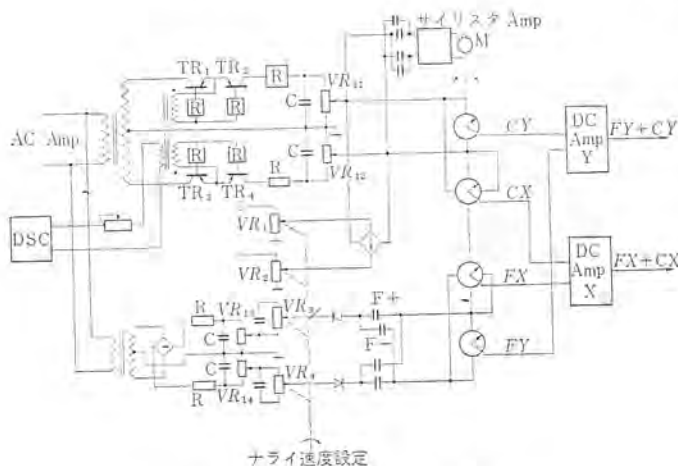 サイリスタ Amp
M
TR₁ TR₂ R VR₁₁
R R C
AC Amp
R R C
VR₁₂
TR₃ TR₄ R
CY
DC Amp Y
FY+CY
CX
DSC
VR₁
VR₂
DC Amp X
FX+CX
FX
R VR₁₃ VR₃ F+
C
F−
C
FY
R VR₁₄ VR₄
ナライ速度設定